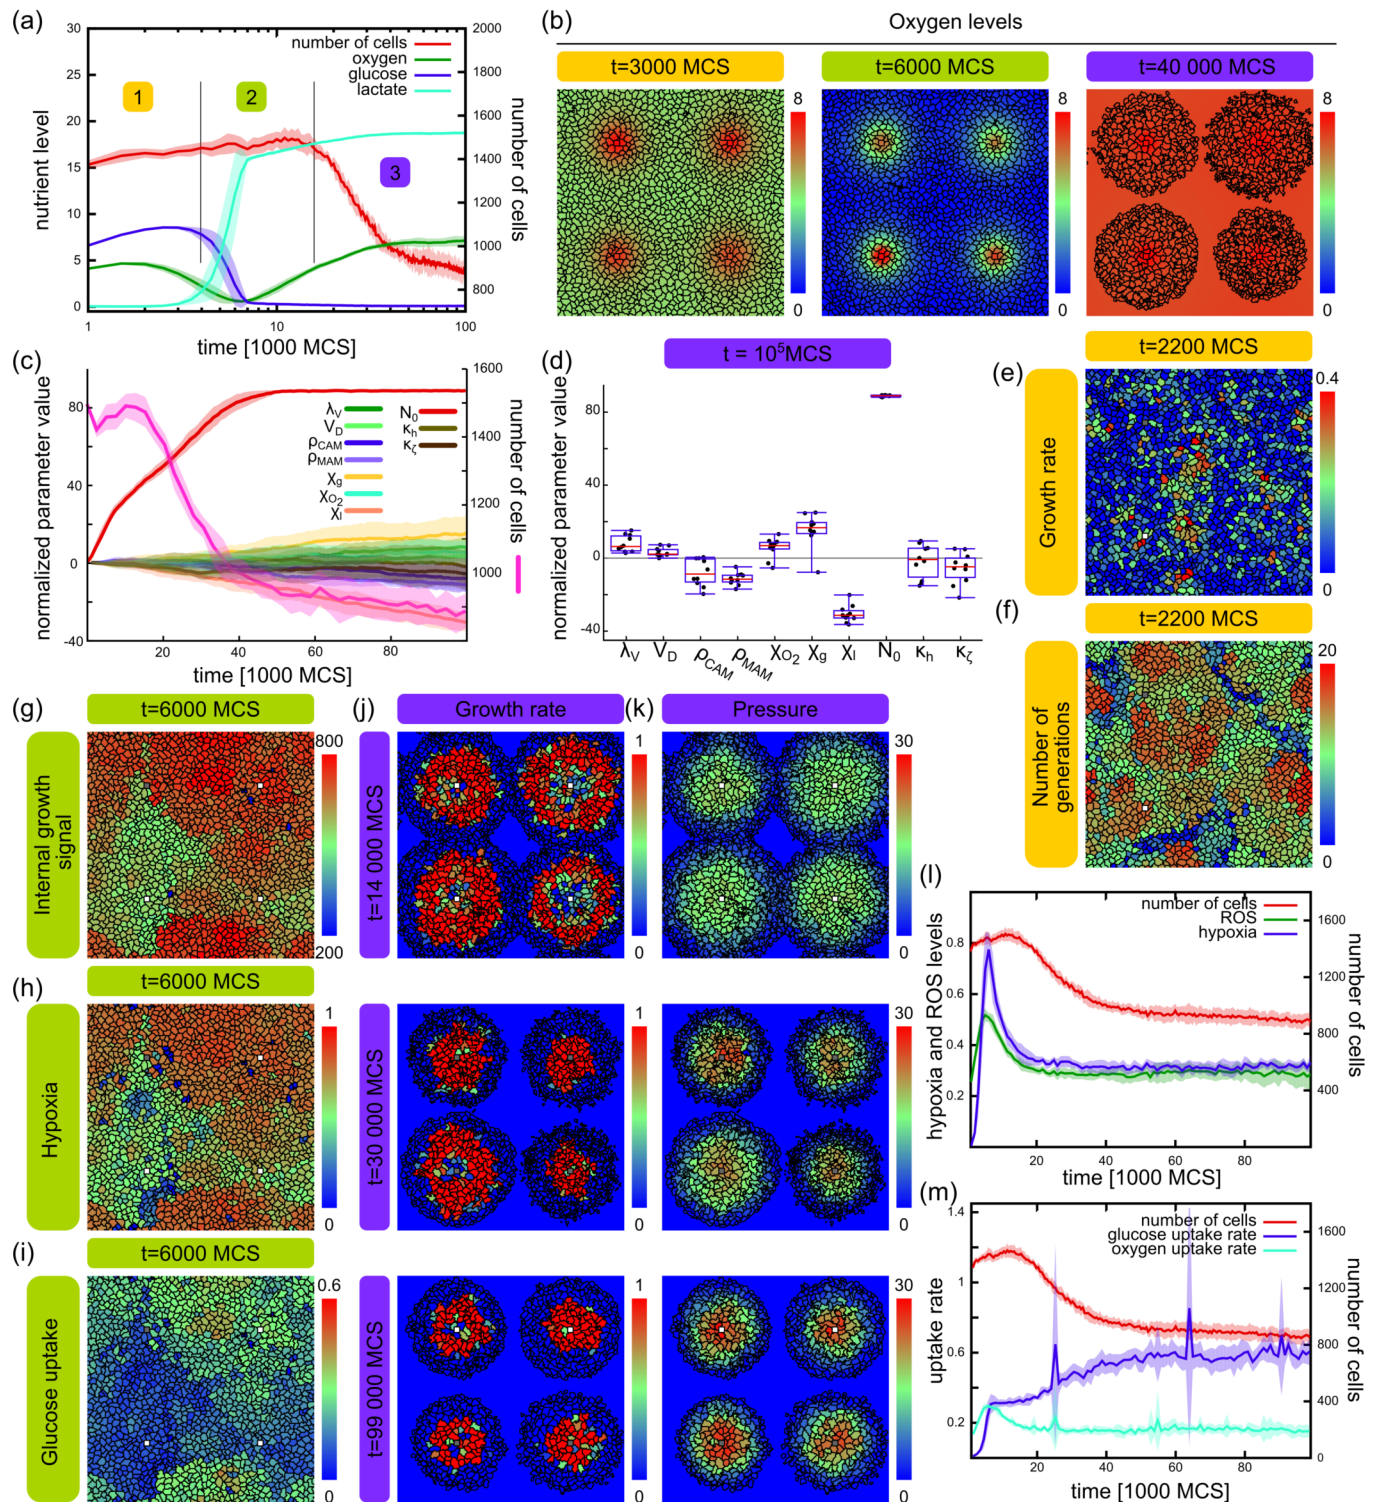 (a)
30
25
20
15
10
5
0
nutrient level
2000
1800
1600
1400
1200
1000
800
number of cells
number of cells
oxygen
glucose
lactate
1
2
3
1
10
100
time [1000 MCS]
(b)
Oxygen levels
t=3000 MCS
t=6000 MCS
t=40 000 MCS
8
0
8
0
8
0
(c)
80
40
0
-40
normalized parameter value
λV
VD
ρCAM
ρMAM
χg
χO2
χl
N0
κh
κζ
1600
1400
1200
1000
number of cells
20
40
60
80
time [1000 MCS]
(d)
t = 10⁵MCS
80
40
0
-40
normalized parameter value
λV
VD
ρCAM
ρMAM
χO2
χg
χl
N0
κh
κζ
(e)
t=2200 MCS
Growth rate
0.4
0
(f)
t=2200 MCS
Number of
generations
20
0
(g)
t=6000 MCS
Internal growth
signal
800
200
(h)
t=6000 MCS
Hypoxia
1
0
(i)
t=6000 MCS
Glucose uptake
0.6
0
(j)
Growth rate
(k)
Pressure
t=14 000 MCS
1
0
30
0
t=30 000 MCS
1
0
30
0
t=99 000 MCS
1
0
30
0
(l)
number of cells
ROS
hypoxia
0.8
0.6
0.4
0.2
hypoxia and ROS levels
1600
1200
800
400
number of cells
20
40
60
80
time [1000 MCS]
(m)
number of cells
glucose uptake rate
oxygen uptake rate
1.4
1
0.6
0.2
uptake rate
1600
1200
800
400
0
number of cells
20
40
60
80
time [1000 MCS]